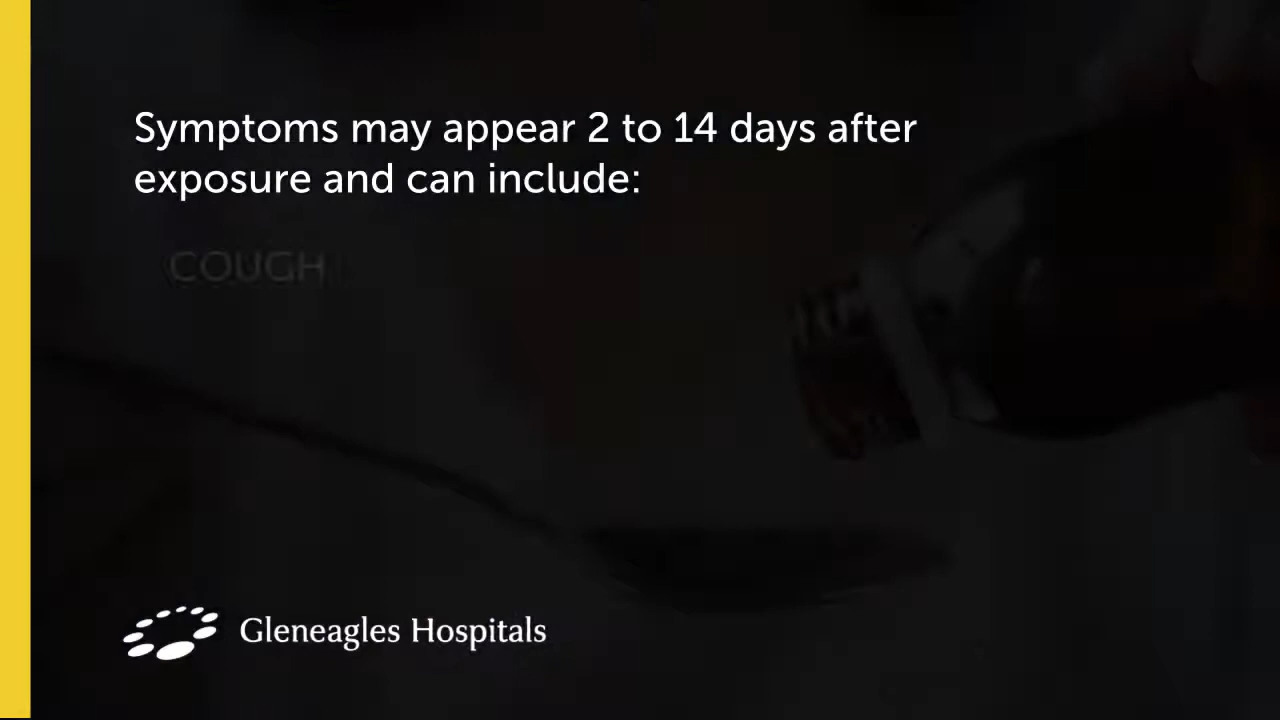 Symptoms may appear 2 to 14 days after
exposure and can include:
COUGH
Gleneagles Hospitals